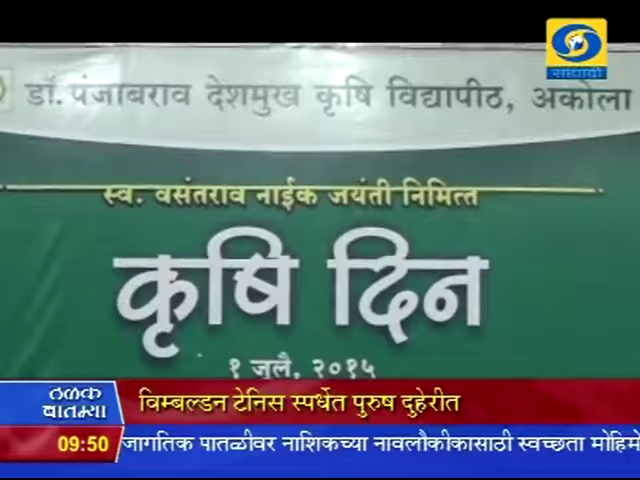 सह्याद्री
डॉ. पंजाबराव देशमुख कृषि विद्यापीठ, अकोला
स्व. वसंतराव नाईक जयंती निमित्त
कृषि दिन
१ जुलै, २०१५
ठळक बातम्या
विम्बल्डन टेनिस स्पर्धेत पुरुष दुहेरीत
09:50
जागतिक पातळीवर नाशिकच्या नावलौकीकासाठी स्वच्छता मोहिमे